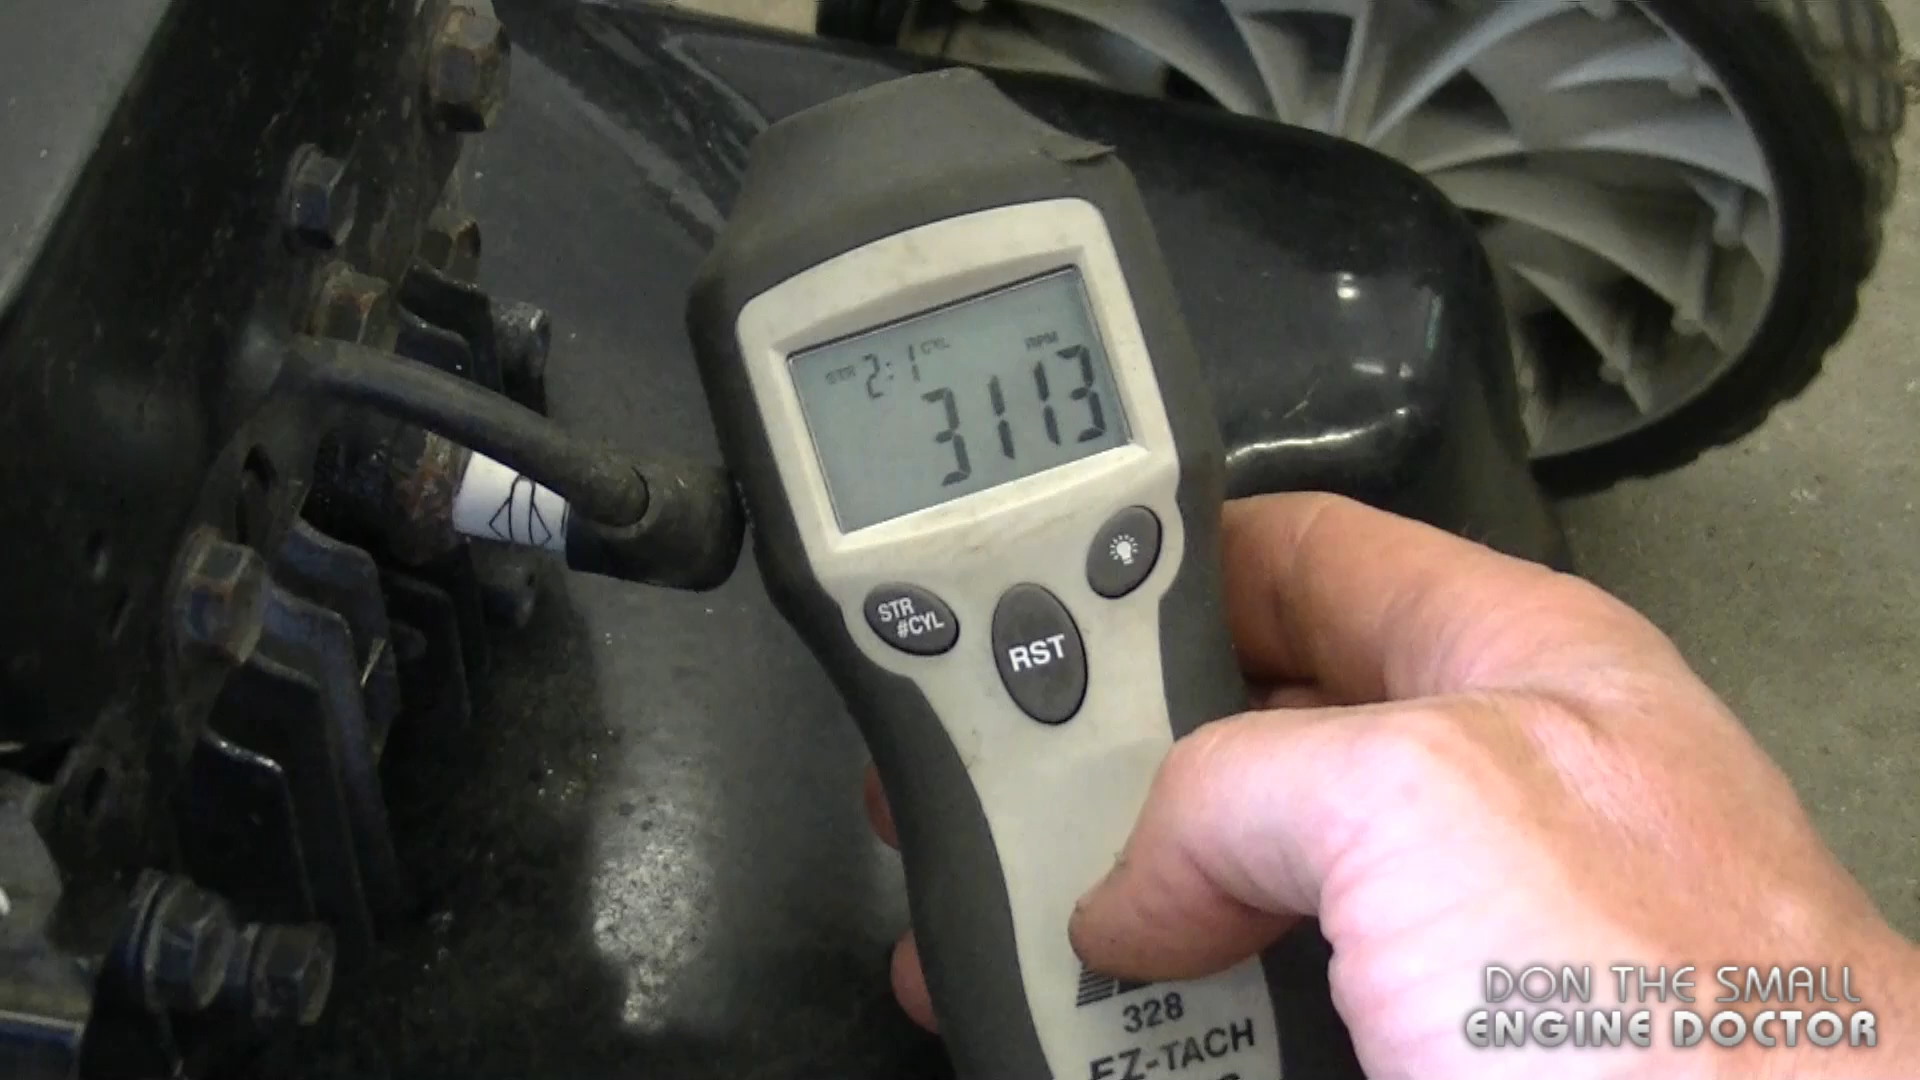 STR 2:1 CYL RPM
3113
STR
#CYL
RST
328
EZ-TACH
DON THE SMALL
ENGINE DOCTOR